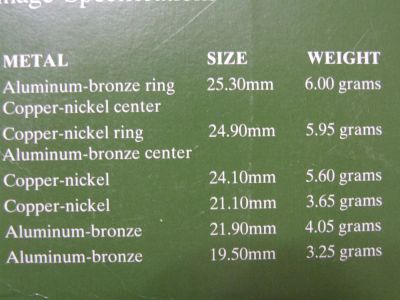 METAL SIZE WEIGHT
Aluminum-bronze ring 25.30mm 6.00 grams
Copper-nickel center
Copper-nickel ring 24.90mm 5.95 grams
Aluminum-bronze center
Copper-nickel 24.10mm 5.60 grams
Copper-nickel 21.10mm 3.65 grams
Aluminum-bronze 21.90mm 4.05 grams
Aluminum-bronze 19.50mm 3.25 grams